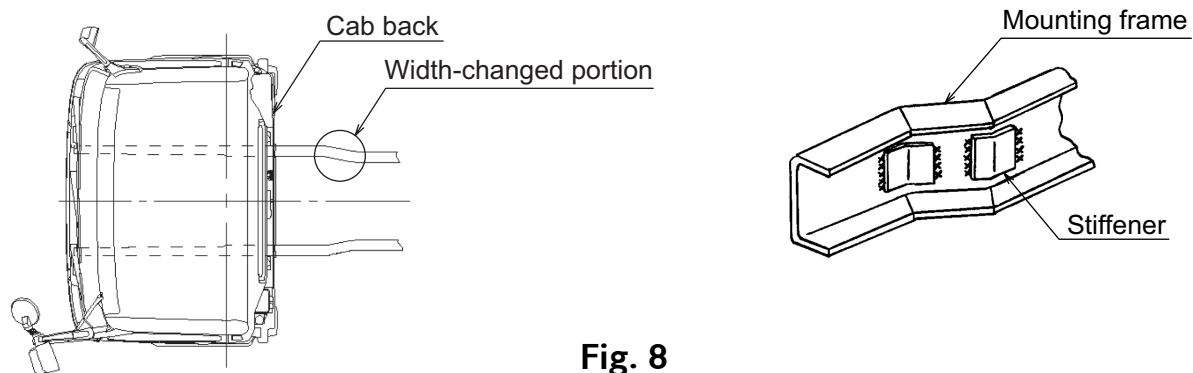 Cab back
Width-changed portion
Mounting frame
Stiffener
Fig. 8